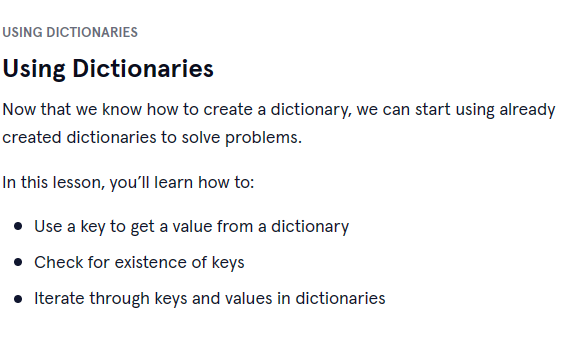 USING DICTIONARIES
Using Dictionaries
Now that we know how to create a dictionary, we can start using already
created dictionaries to solve problems.
In this lesson, you’ll learn how to:
● Use a key to get a value from a dictionary
● Check for existence of keys
● Iterate through keys and values in dictionaries